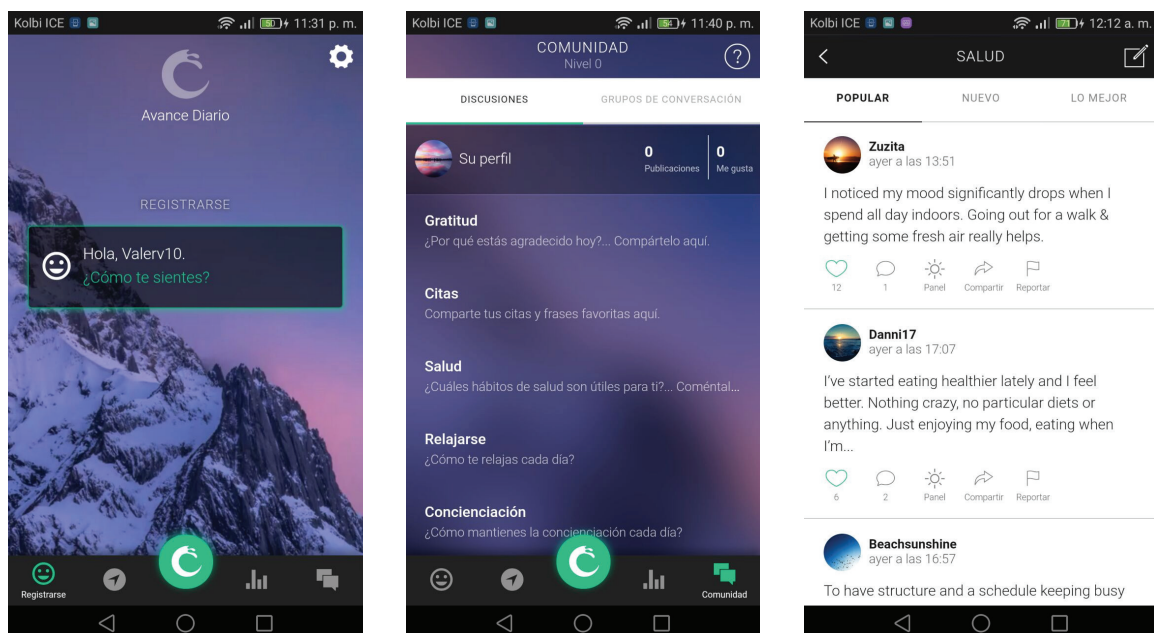 Kolbi ICE 50 11:31 p. m.
Avance Diario
REGISTRARSE
Hola, Valerv10.
¿Cómo te sientes?
Registrarse
Kolbi ICE 54 11:40 p. m.
COMUNIDAD
Nivel 0
?
DISCUSIONES GRUPOS DE CONVERSACIÓN
Su perfil
0 Publicaciones
0 Me gusta
Gratitud
¿Por qué estás agradecido hoy?... Compártelo aquí.
Citas
Comparte tus citas y frases favoritas aquí.
Salud
¿Cuáles hábitos de salud son útiles para ti?... Coméntal...
Relajarse
¿Cómo te relajas cada día?
Concienciación
¿Cómo mantienes la concienciación cada día?
Comunidad
Kolbi ICE 71 12:12 a. m.
SALUD
POPULAR NUEVO LO MEJOR
Zuzita
ayer a las 13:51
I noticed my mood significantly drops when I
spend all day indoors. Going out for a walk &
getting some fresh air really helps.
12 1 Panel Compartir Reportar
Danni17
ayer a las 17:07
I've started eating healthier lately and I feel
better. Nothing crazy, no particular diets or
anything. Just enjoying my food, eating when
I'm...
6 2 Panel Compartir Reportar
Beachsunshine
ayer a las 16:57
To have structure and a schedule keeping busy